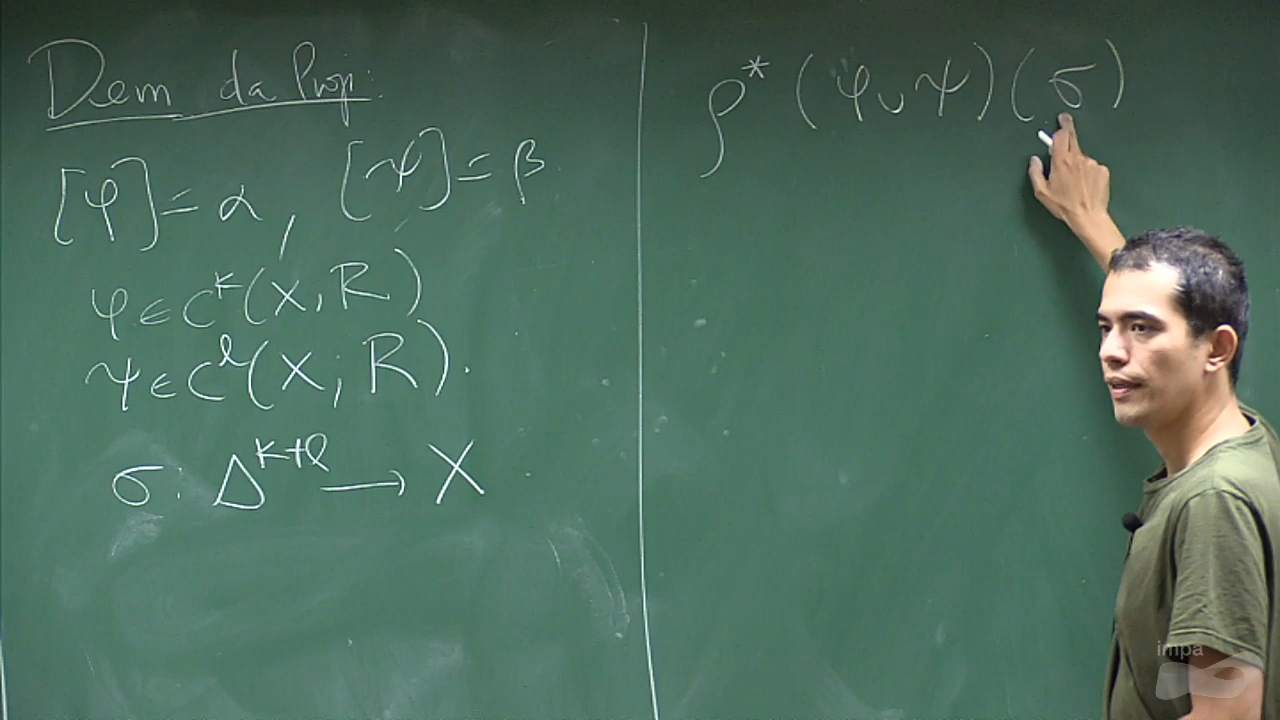 Dem da Prop:
[φ] = α, [ψ] = β.
φ ∈ C^k(X, R)
ψ ∈ C^l(X; R).
σ: Δ^{k+l} → X
ρ*(φ∪ψ)(σ)
impa